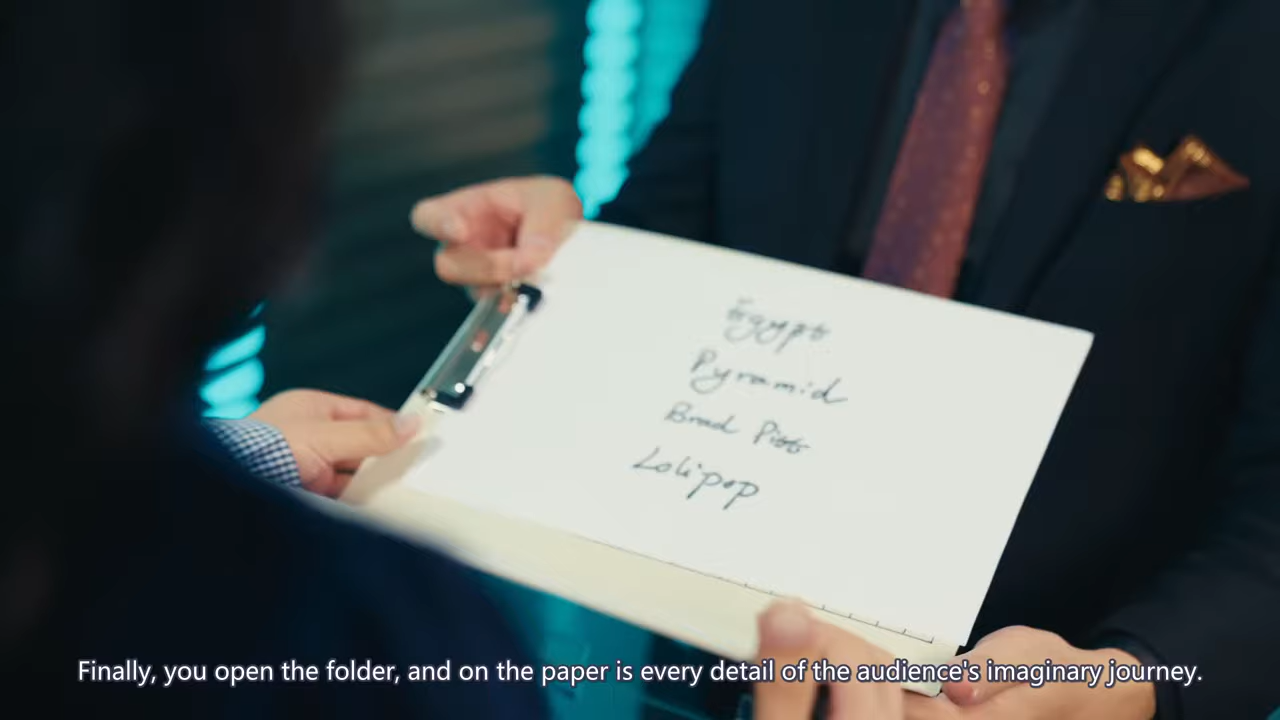 Egypt
Pyramid
Brad Pitt
Lolipop
Finally, you open the folder, and on the paper is every detail of the audience's imaginary journey.